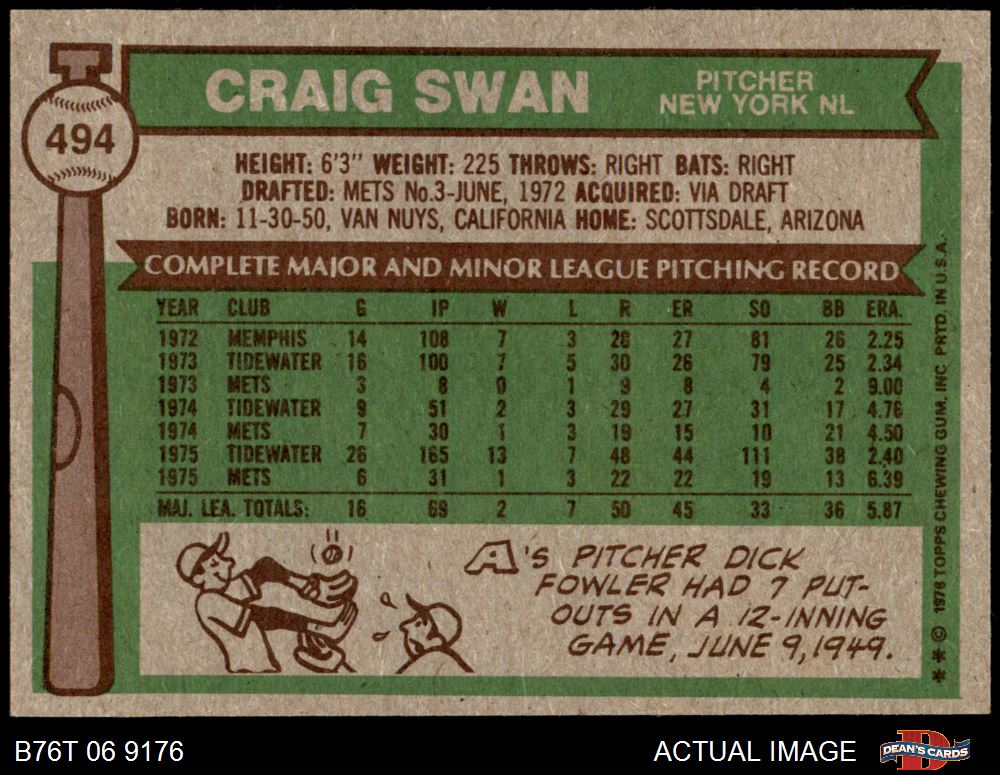 494
CRAIG SWAN
PITCHER
NEW YORK NL
HEIGHT: 6'3" WEIGHT: 225 THROWS: RIGHT BATS: RIGHT
DRAFTED: METS No.3-JUNE, 1972 ACQUIRED: VIA DRAFT
BORN: 11-30-50, VAN NUYS, CALIFORNIA HOME: SCOTTSDALE, ARIZONA
COMPLETE MAJOR AND MINOR LEAGUE PITCHING RECORD
YEAR CLUB G IP W L R ER SO BB ERA.
1972 MEMPHIS 14 108 7 3 28 27 81 26 2.25
1973 TIDEWATER 16 100 7 5 30 26 79 25 2.34
1973 METS 3 8 0 1 9 8 4 2 9.00
1974 TIDEWATER 9 51 2 3 29 27 31 17 4.76
1974 METS 7 30 1 3 19 15 10 21 4.50
1975 TIDEWATER 26 165 13 7 48 44 111 38 2.40
1975 METS 6 31 1 3 22 22 19 13 6.39
MAJ. LEA. TOTALS: 16 69 2 7 50 45 33 36 5.87
A's PITCHER DICK
FOWLER HAD 7 PUT-
OUTS IN A 12-INNING
GAME, JUNE 9, 1949.
* * © 1976 TOPPS CHEWING GUM, INC. PRTD. IN U.S.A.
B76T 06 9176
ACTUAL IMAGE
D
DEAN'S CARDS